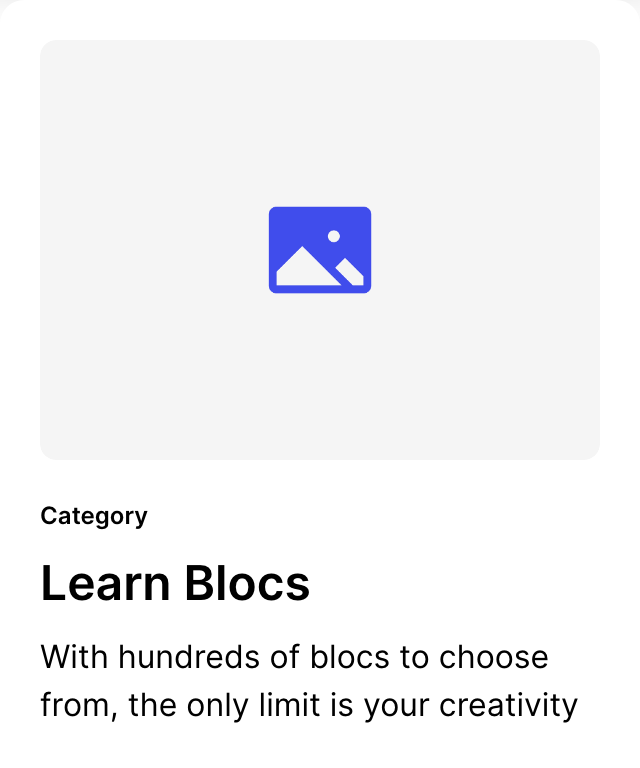 Category
Learn Blocs
With hundreds of blocs to choose
from, the only limit is your creativity